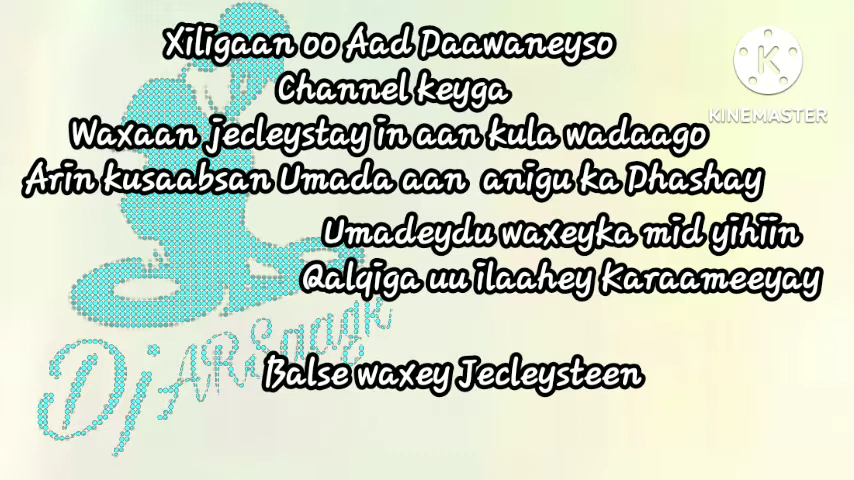 Xiligaan oo Aad Daawaneyso
Channel keyga
Waxaan jecleystay in aan kula wadaago
Arin kusaabsan Umada aan anigu ka Dhashay
Umadeydu waxeyka mid yihiin
Qalqiga uu ilaahey Karaameeyay
Balse waxey Jecleysteen
KINEMASTER
Dj